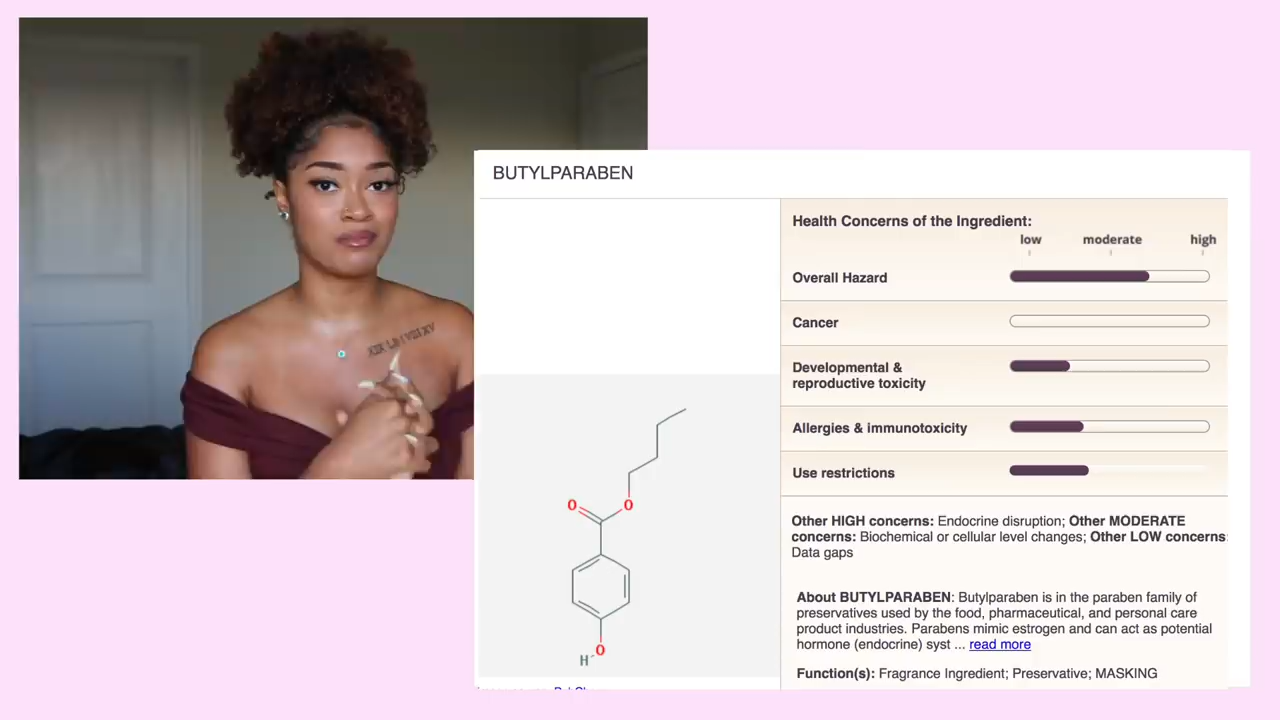 BUTYLPARABEN
Health Concerns of the Ingredient:
low moderate high
Overall Hazard
Cancer
Developmental &
reproductive toxicity
Allergies & immunotoxicity
Use restrictions
Other HIGH concerns: Endocrine disruption; Other MODERATE
concerns: Biochemical or cellular level changes; Other LOW concerns:
Data gaps
About BUTYLPARABEN: Butylparaben is in the paraben family of
preservatives used by the food, pharmaceutical, and personal care
product industries. Parabens mimic estrogen and can act as potential
hormone (endocrine) syst ... read more
Function(s): Fragrance Ingredient; Preservative; MASKING
O O
O
H